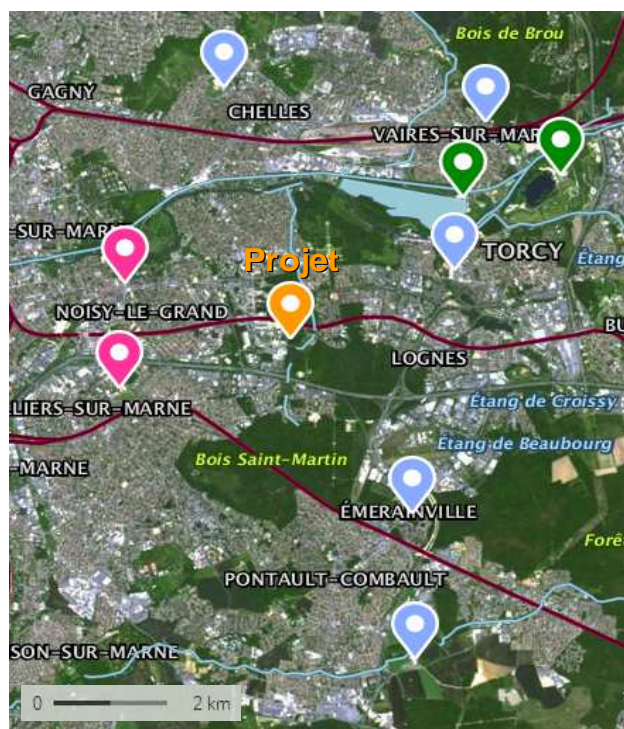 Bois de Brou
GAGNY
CHELLES
VAIRES-SUR-MAR
-SUR-MARN
TORCY
Étang
Projet
NOISY-LE-GRAND
BU
LOGNES
Étang de Croissy
LLIERS-SUR-MARNE
Étang de Beaubourg
-MARNE
Bois Saint-Martin
ÉMERAINVILLE
Forê
PONTAULT-COMBAULT
SON-SUR-MARNE
0 2 km